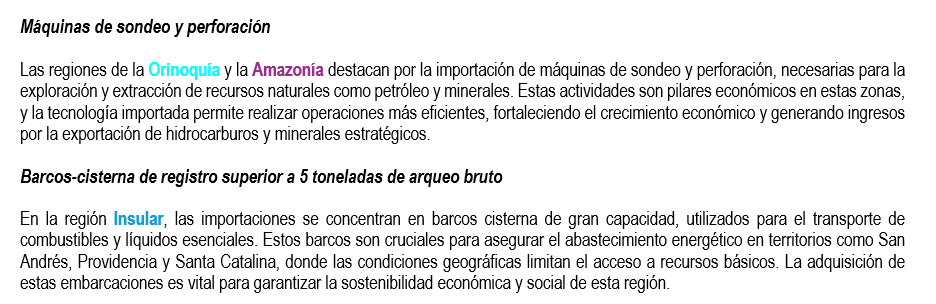 Máquinas de sondeo y perforación
Las regiones de la Orinoquía y la Amazonía destacan por la importación de máquinas de sondeo y perforación, necesarias para la
exploración y extracción de recursos naturales como petróleo y minerales. Estas actividades son pilares económicos en estas zonas,
y la tecnología importada permite realizar operaciones más eficientes, fortaleciendo el crecimiento económico y generando ingresos
por la exportación de hidrocarburos y minerales estratégicos.
Barcos-cisterna de registro superior a 5 toneladas de arqueo bruto
En la región Insular, las importaciones se concentran en barcos cisterna de gran capacidad, utilizados para el transporte de
combustibles y líquidos esenciales. Estos barcos son cruciales para asegurar el abastecimiento energético en territorios como San
Andrés, Providencia y Santa Catalina, donde las condiciones geográficas limitan el acceso a recursos básicos. La adquisición de
estas embarcaciones es vital para garantizar la sostenibilidad económica y social de esta región.